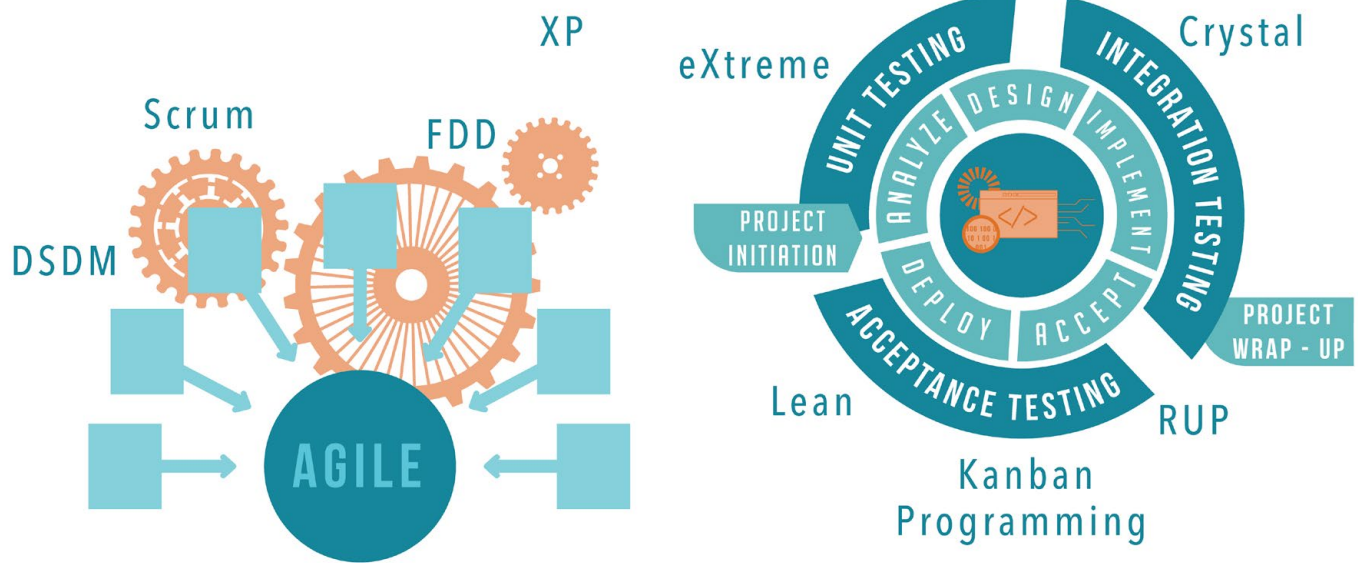 XP
Scrum
FDD
DSDM
AGILE
eXtreme
Crystal
UNIT TESTING
INTEGRATION TESTING
ANALYZE
DESIGN
IMPLEMENT
PROJECT
INITIATION
</>
DEPLOY
ACCEPT
PROJECT
WRAP - UP
ACCEPTANCE TESTING
Lean
RUP
Kanban
Programming